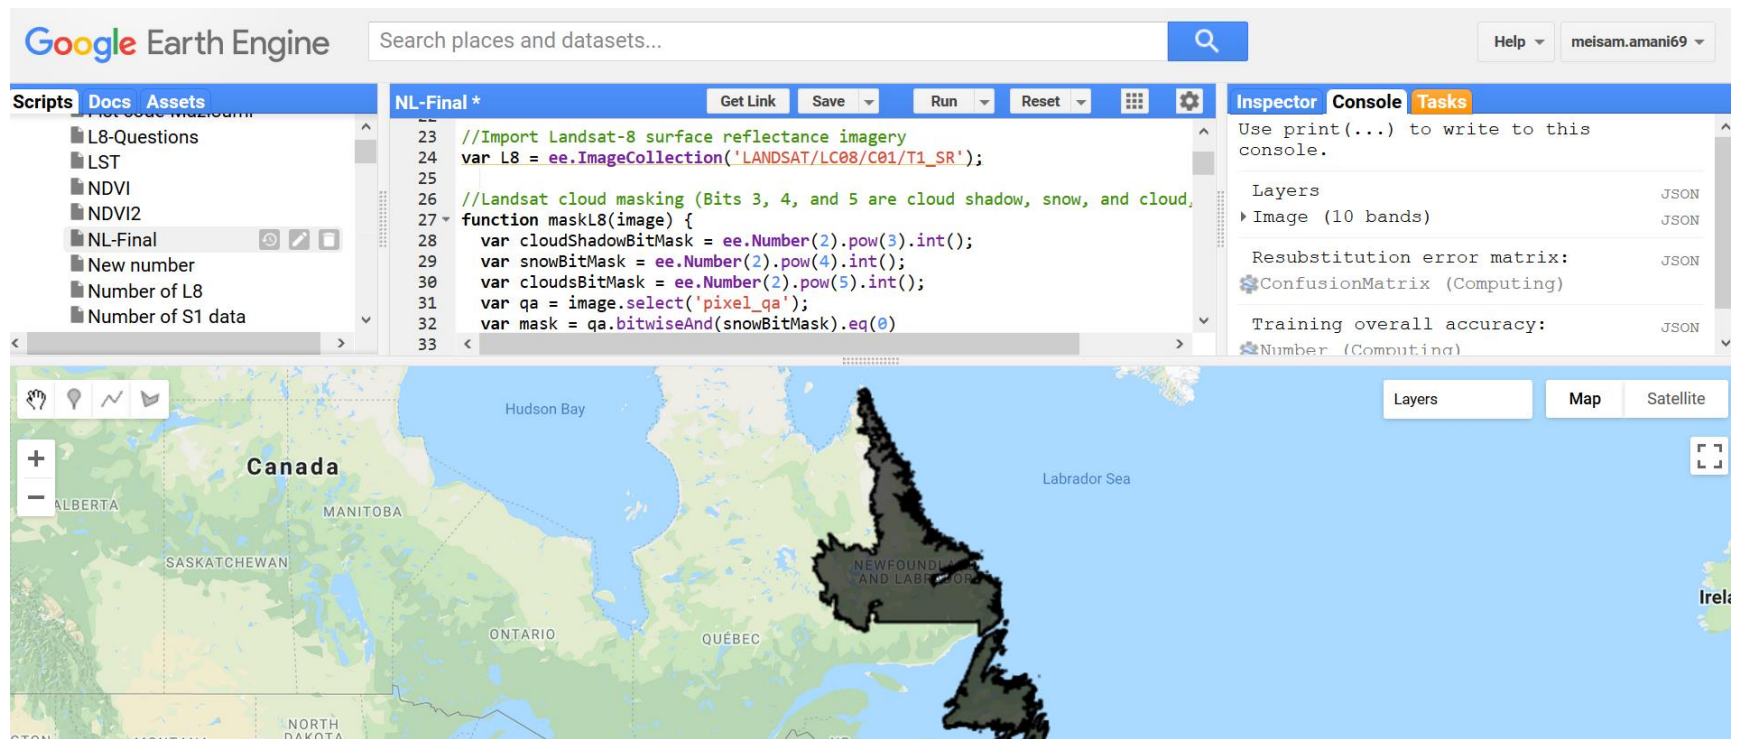 Google Earth Engine
Search places and datasets...
Help
meisam.amani69
Scripts Docs Assets
L8-Questions
LST
NDVI
NDVI2
NL-Final
New number
Number of L8
Number of S1 data
NL-Final *
Get Link Save Run Reset
23 //Import Landsat-8 surface reflectance imagery
24 var L8 = ee.ImageCollection('LANDSAT/LC08/C01/T1_SR');
25
26 //Landsat cloud masking (Bits 3, 4, and 5 are cloud shadow, snow, and cloud,
27 function maskL8(image) {
28 var cloudShadowBitMask = ee.Number(2).pow(3).int();
29 var snowBitMask = ee.Number(2).pow(4).int();
30 var cloudsBitMask = ee.Number(2).pow(5).int();
31 var qa = image.select('pixel_qa');
32 var mask = qa.bitwiseAnd(snowBitMask).eq(0)
33
Inspector Console Tasks
Use print(...) to write to this
console.
Layers JSON
Image (10 bands) JSON
Resubstitution error matrix: JSON
ConfusionMatrix (Computing)
Training overall accuracy: JSON
Number (Computing)
Layers
Map Satellite
Hudson Bay
Canada
Labrador Sea
ALBERTA
MANITOBA
SASKATCHEWAN
NEWFOUNDL
AND LABRADOR
ONTARIO
QUÉBEC
Irela
NORTH
DAKOTA